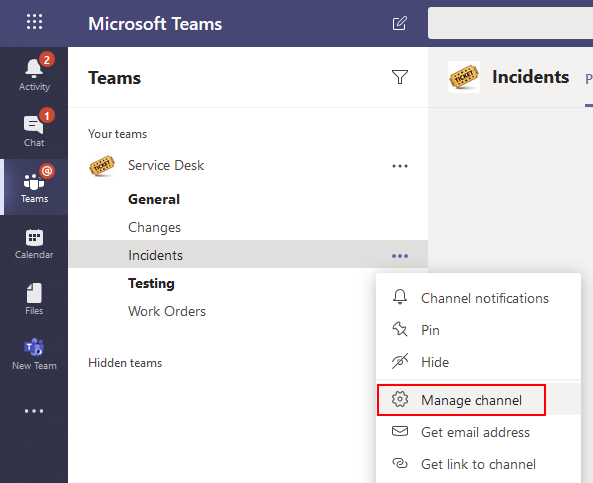 Microsoft Teams
2
Activity
1
Chat
@
Teams
Calendar
Files
New Team
Teams
Your teams
TICKET
Service Desk
General
Changes
Incidents
Testing
Work Orders
Hidden teams
TICKET
Incidents
P
Channel notifications
Pin
Hide
Manage channel
Get email address
Get link to channel